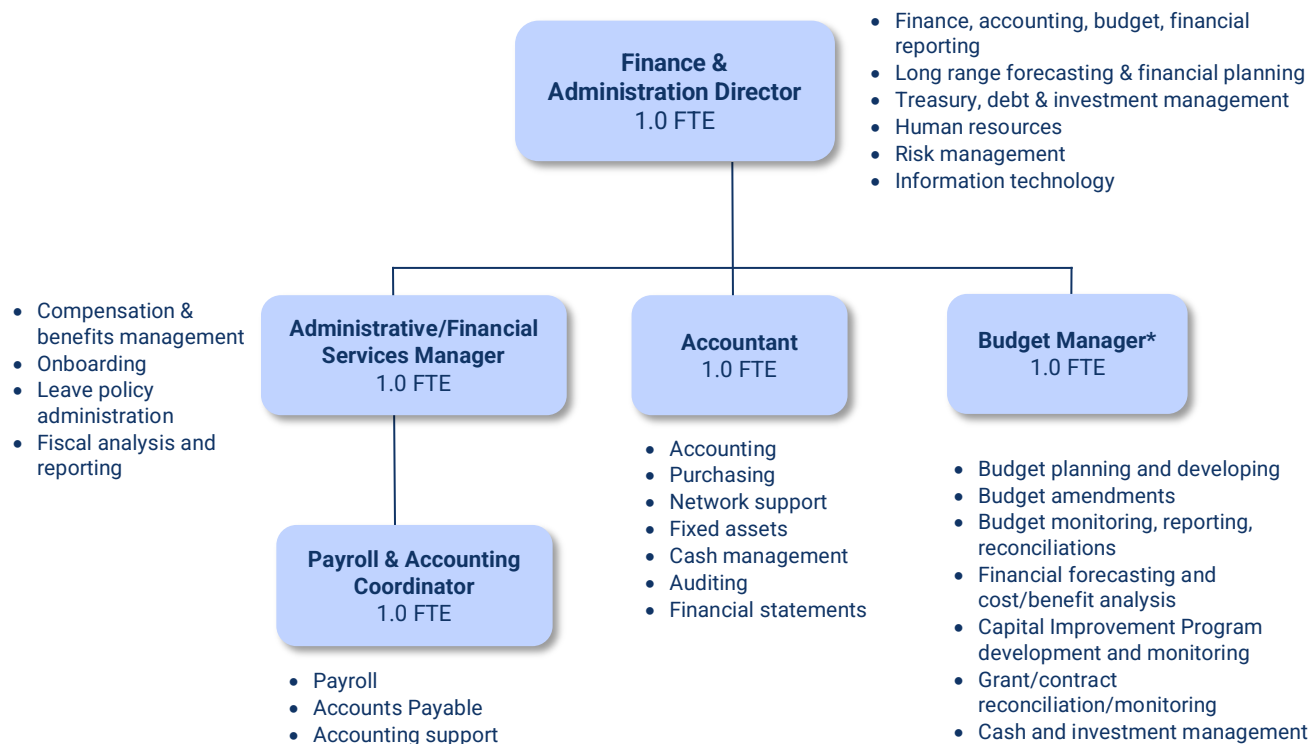 Finance &
Administration Director
1.0 FTE
• Finance, accounting, budget, financial
reporting
• Long range forecasting & financial planning
• Treasury, debt & investment management
• Human resources
• Risk management
• Information technology
• Compensation &
benefits management
• Onboarding
• Leave policy
administration
• Fiscal analysis and
reporting
Administrative/Financial
Services Manager
1.0 FTE
Payroll & Accounting
Coordinator
1.0 FTE
• Payroll
• Accounts Payable
• Accounting support
Accountant
1.0 FTE
• Accounting
• Purchasing
• Network support
• Fixed assets
• Cash management
• Auditing
• Financial statements
Budget Manager*
1.0 FTE
• Budget planning and developing
• Budget amendments
• Budget monitoring, reporting,
reconciliations
• Financial forecasting and
cost/benefit analysis
• Capital Improvement Program
development and monitoring
• Grant/contract
reconciliation/monitoring
• Cash and investment management